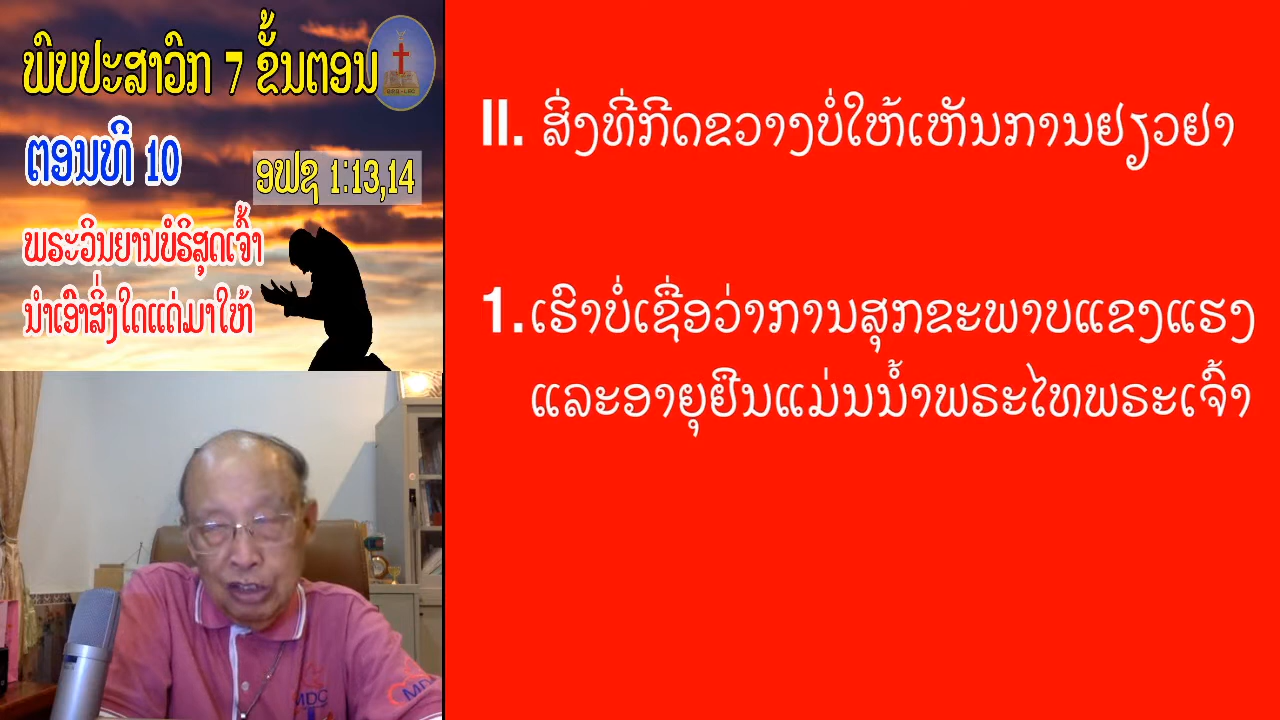 ພົບປະສາວົກ 7 ຂັ້ນຕອນ
ຕອນທີ 10
ອຟຊ 1:13,14
ພຣະວິນຍານບໍຣິສຸດເຈົ້າ
ນຳເອົາສິ່ງໃດແດ່ມາໃຫ້
II. ສິ່ງທີ່ກີດຂວາງບໍ່ໃຫ້ເຫັນການຢຽວຢາ
1. ເຮົາບໍ່ເຊື່ອວ່າການສຸກຂະພາບແຂງແຮງ
ແລະອາຍຸຢືນແມ່ນນ້ຳພຣະໄທພຣະເຈົ້າ
MDC